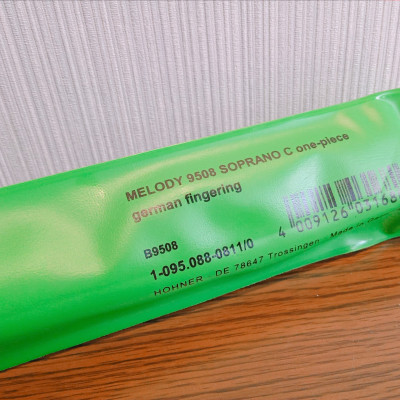 MELODY 9508 SOPRANO C one-piece
german fingering
B9508
1-095.088-0811/0
HOHNER DE 78647 Trossingen Made in
4 009126 03168